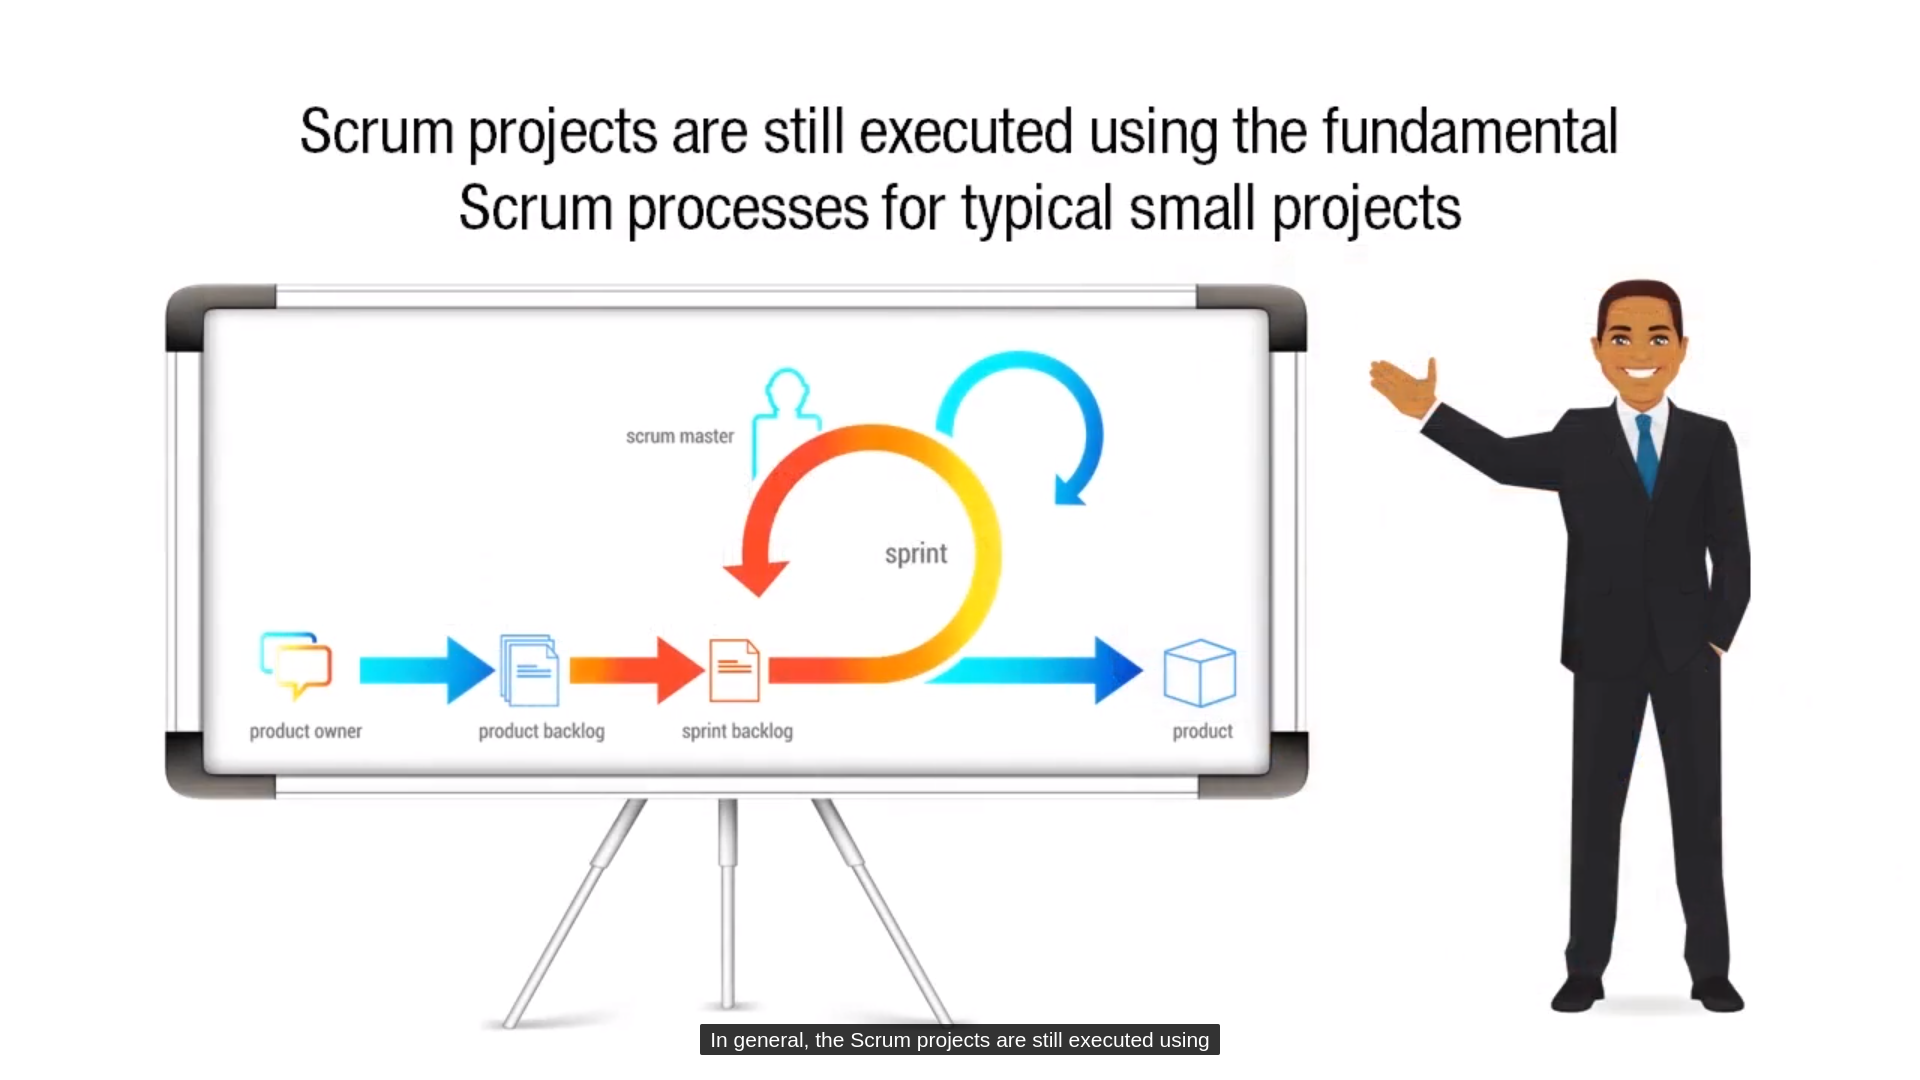 Scrum projects are still executed using the fundamental
Scrum processes for typical small projects
scrum master
sprint
product owner
product backlog
sprint backlog
product
In general, the Scrum projects are still executed using